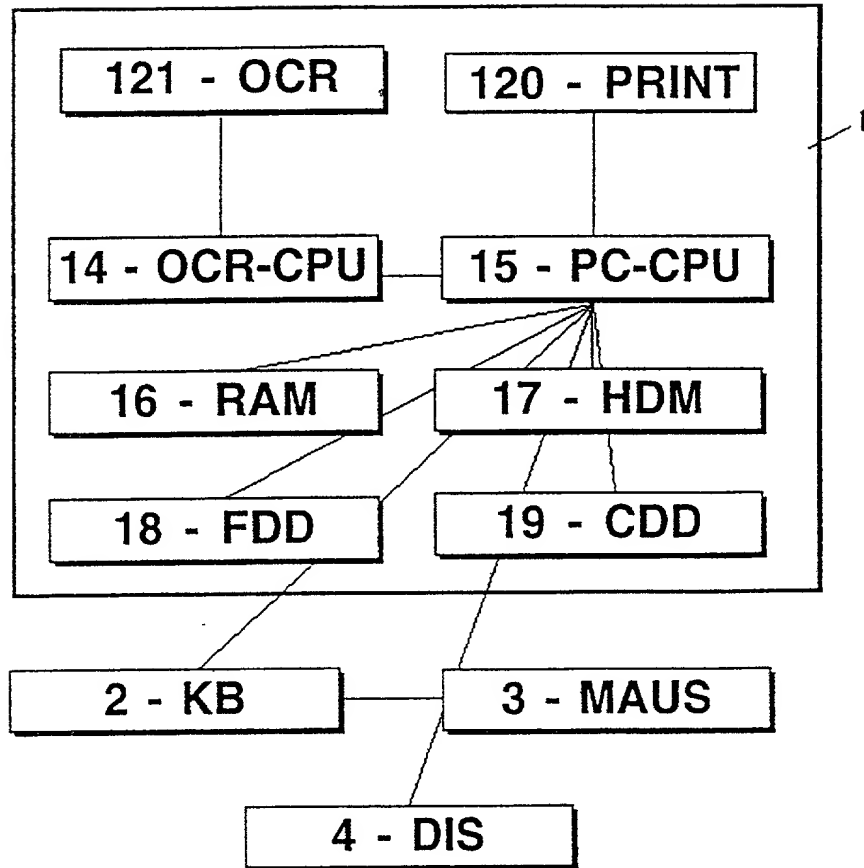 121 - OCR
120 - PRINT
1
14 - OCR-CPU
15 - PC-CPU
16 - RAM
17 - HDM
18 - FDD
19 - CDD
2 - KB
3 - MAUS
4 - DIS